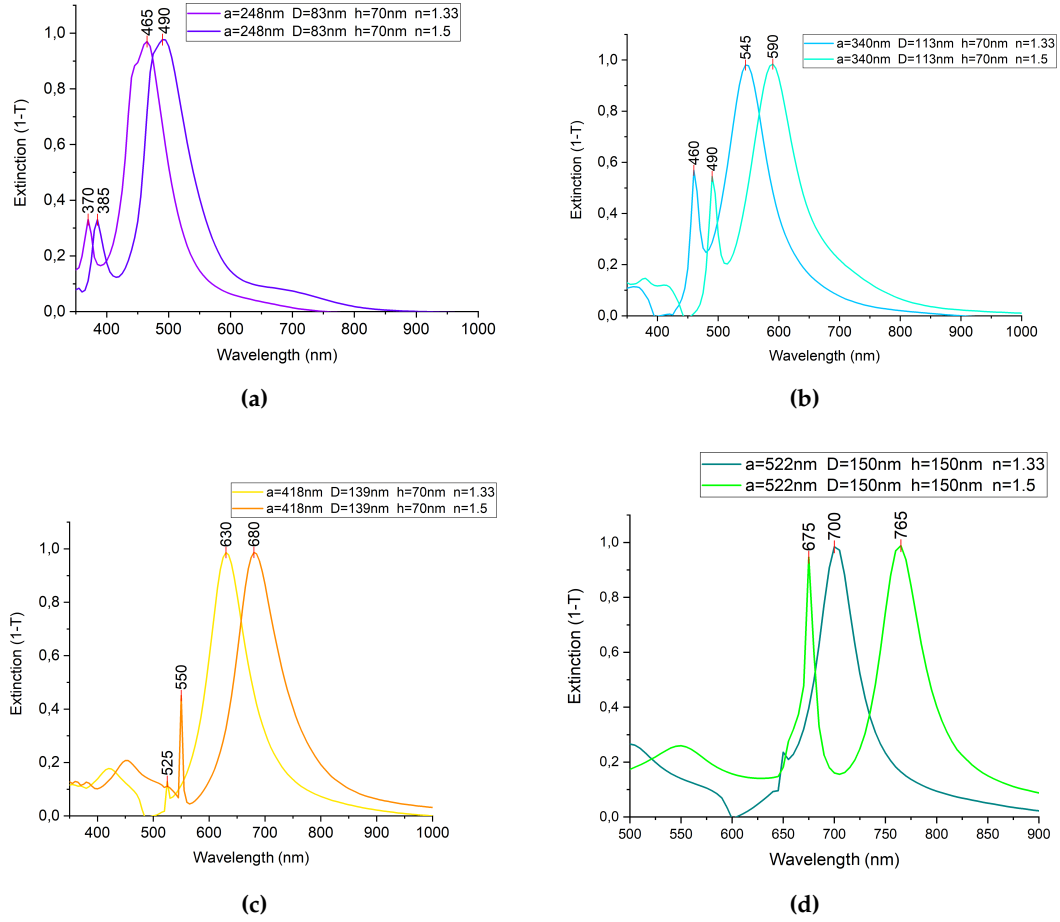 a=248nm D=83nm h=70nm n=1.33
a=248nm D=83nm h=70nm n=1.5
465
490
370
385
Extinction (1-T)
1,0
0,8
0,6
0,4
0,2
0,0
400 500 600 700 800 900 1000
Wavelength (nm)
(a)
a=340nm D=113nm h=70nm n=1.33
a=340nm D=113nm h=70nm n=1.5
545
590
460
490
Extinction (1-T)
1,0
0,8
0,6
0,4
0,2
0,0
400 500 600 700 800 900 1000
Wavelength (nm)
(b)
a=418nm D=139nm h=70nm n=1.33
a=418nm D=139nm h=70nm n=1.5
630
680
550
525
Extinction (1-T)
1,0
0,8
0,6
0,4
0,2
0,0
400 500 600 700 800 900 1000
Wavelength (nm)
(c)
a=522nm D=150nm h=150nm n=1.33
a=522nm D=150nm h=150nm n=1.5
675
700
765
Extinction (1-T)
1,0
0,8
0,6
0,4
0,2
0,0
500 550 600 650 700 750 800 850 900
Wavelength (nm)
(d)